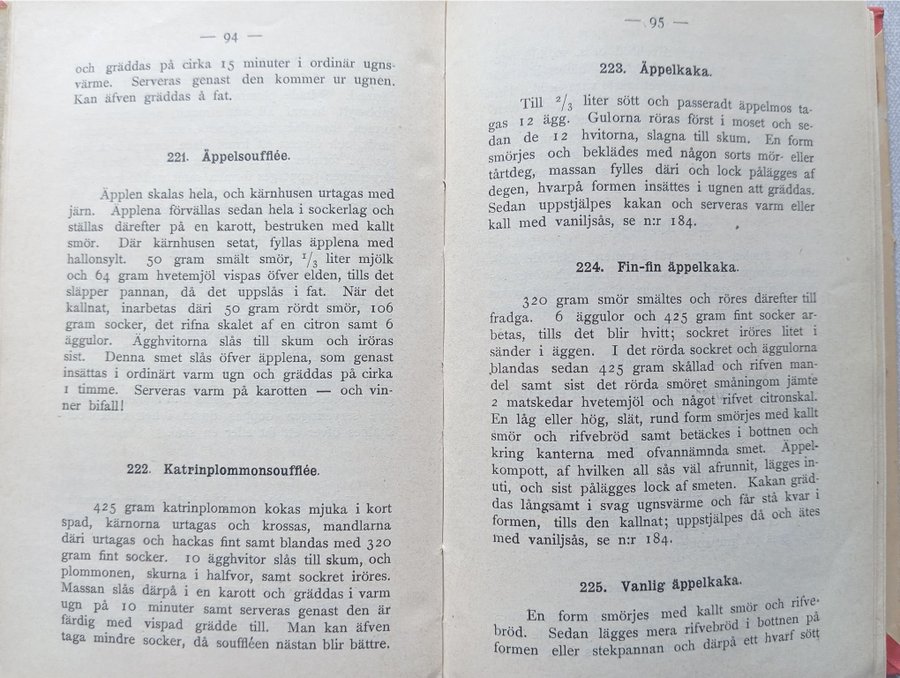 — 94 —
och gräddas på cirka 15 minuter i ordinär ugns-
värme. Serveras genast den kommer ur ugnen.
Kan äfven gräddas å fat.
221. Äppelsoufflée.
Äpplen skalas hela, och kärnhusen urtagas med
järn. Äpplena förvällas sedan hela i sockerlag och
ställas därefter på en karott, bestruken med kallt
smör. Där kärnhusen setat, fyllas äpplena med
hallonsylt. 50 gram smält smör, 1/3 liter mjölk
och 64 gram hvetemjöl vispas öfver elden, tills det
släpper pannan, då det uppslås i fat. När det
kallnat, inarbetas däri 50 gram rördt smör, 106
gram socker, det rifna skalet af en citron samt 6
äggulor. Ägghvitorna slås till skum och iröras
sist. Denna smet slås öfver äpplena, som genast
insättas i ordinärt varm ugn och gräddas på cirka
1 timme. Serveras varm på karotten — och vin-
ner bifall!
222. Katrinplommonsoufflée.
425 gram katrinplommon kokas mjuka i kort
spad, kärnorna urtagas och krossas, mandlarna
däri urtagas och hackas fint samt blandas med 320
gram fint socker. 10 ägghvitor slås till skum, och
plommonen, skurna i halfvor, samt sockret iröres.
Massan slås därpå i en karott och gräddas i varm
ugn på 10 minuter samt serveras genast den är
färdig med vispad grädde till. Man kan äfven
taga mindre socker, då souffléen nästan blir bättre.
— 95 —
223. Äppelkaka.
Till 2/3 liter sött och passeradt äppelmos ta-
gas 12 ägg. Gulorna röras först i moset och se-
dan de 12 hvitorna, slagna till skum. En form
smörjes och beklädes med någon sorts mör- eller
tårtdeg, massan fylles däri och lock pålägges af
degen, hvarpå formen insättes i ugnen att gräddas.
Sedan uppstjälpes kakan och serveras varm eller
kall med vaniljsås, se n:r 184.
224. Fin-fin äppelkaka.
320 gram smör smältes och röres därefter till
fradga. 6 äggulor och 425 gram fint socker ar-
betas, tills det blir hvitt; sockret iröres litet i
sänder i äggen. I det rörda sockret och äggulorna
blandas sedan 425 gram skållad och rifven man-
del samt sist det rörda smöret småningom jämte
2 matskedar hvetemjöl och något rifvet citronskal.
En låg eller hög, slät, rund form smörjes med kallt
smör och rifvebröd samt betäckes i bottnen och
kring kanterna med ofvannämnda smet. Äppel-
kompott, af hvilken all sås väl afrunnit, lägges in-
uti, och sist pålägges lock af smeten. Kakan gräd-
das långsamt i svag ugnsvärme och får stå kvar i
formen, tills den kallnat; uppstjälpes då och ätes
med vaniljsås, se n:r 184.
225. Vanlig äppelkaka.
En form smörjes med kallt smör och rifve-
bröd. Sedan lägges mera rifvebröd i bottnen på
formen eller stekpannan och därpå ett hvarf sött